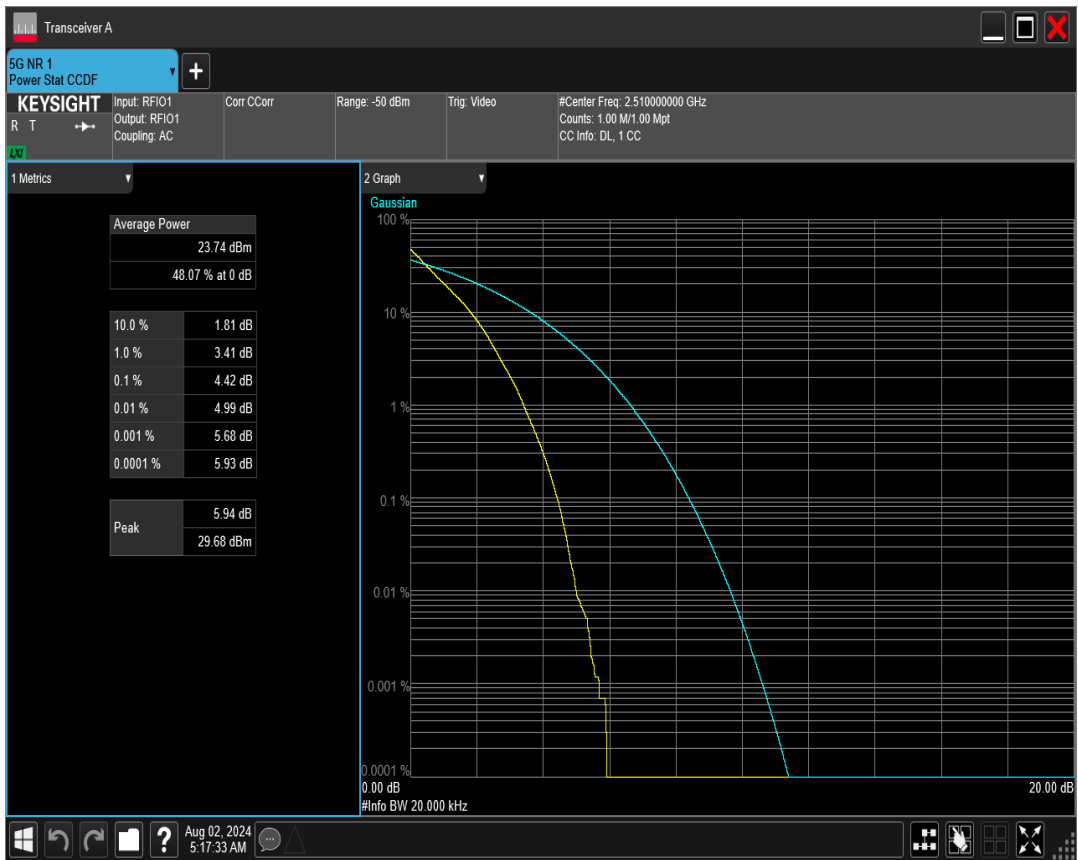 Transceiver A
5G NR 1
Power Stat CCDF
KEYSIGHT
R T
LXI
Input: RFIO1
Output: RFIO1
Coupling: AC
Corr CCorr
Range: -50 dBm
Trig: Video
#Center Freq: 2.510000000 GHz
Counts: 1.00 M/1.00 Mpt
CC Info: DL, 1 CC
1 Metrics
Average Power
23.74 dBm
48.07 % at 0 dB
10.0 % 1.81 dB
1.0 % 3.41 dB
0.1 % 4.42 dB
0.01 % 4.99 dB
0.001 % 5.68 dB
0.0001 % 5.93 dB
Peak 5.94 dB
29.68 dBm
2 Graph
Gaussian
100 %
10 %
1 %
0.1 %
0.01 %
0.001 %
0.0001 %
0.00 dB 20.00 dB
#Info BW 20.000 kHz
Aug 02, 2024
5:17:33 AM